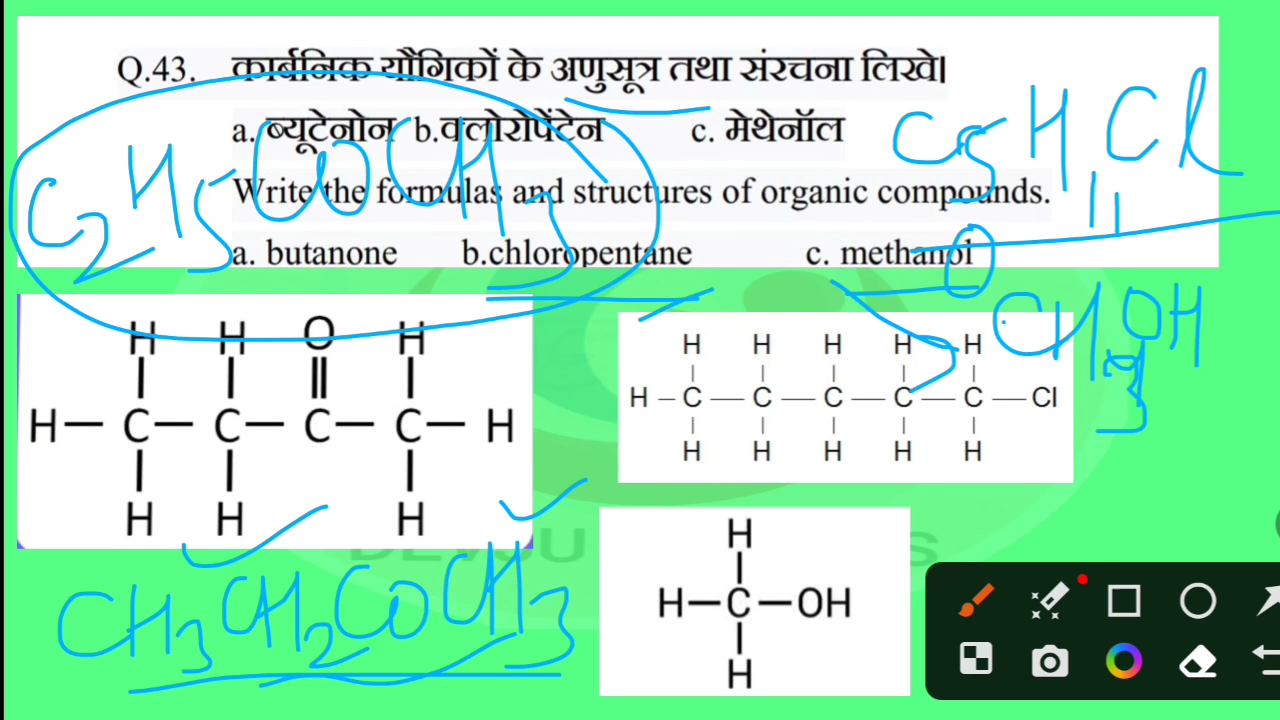 Q.43. कार्बनिक यौगिकों के अणुसूत्र तथा संरचना लिखे।
a. ब्यूटेनोन b.क्लोरोपेंटेन c. मेथेनॉल
C5H11Cl
Write the formulas and structures of organic compounds.
C2H5COCH3
a. butanone b.chloropentane c. methanol
CH3OH
H H O H
H — C — C — C — C — H
H H H
H H H H H
H — C — C — C — C — C — Cl
H H H H H
CH3CH2COCH3
H
H — C — OH
H